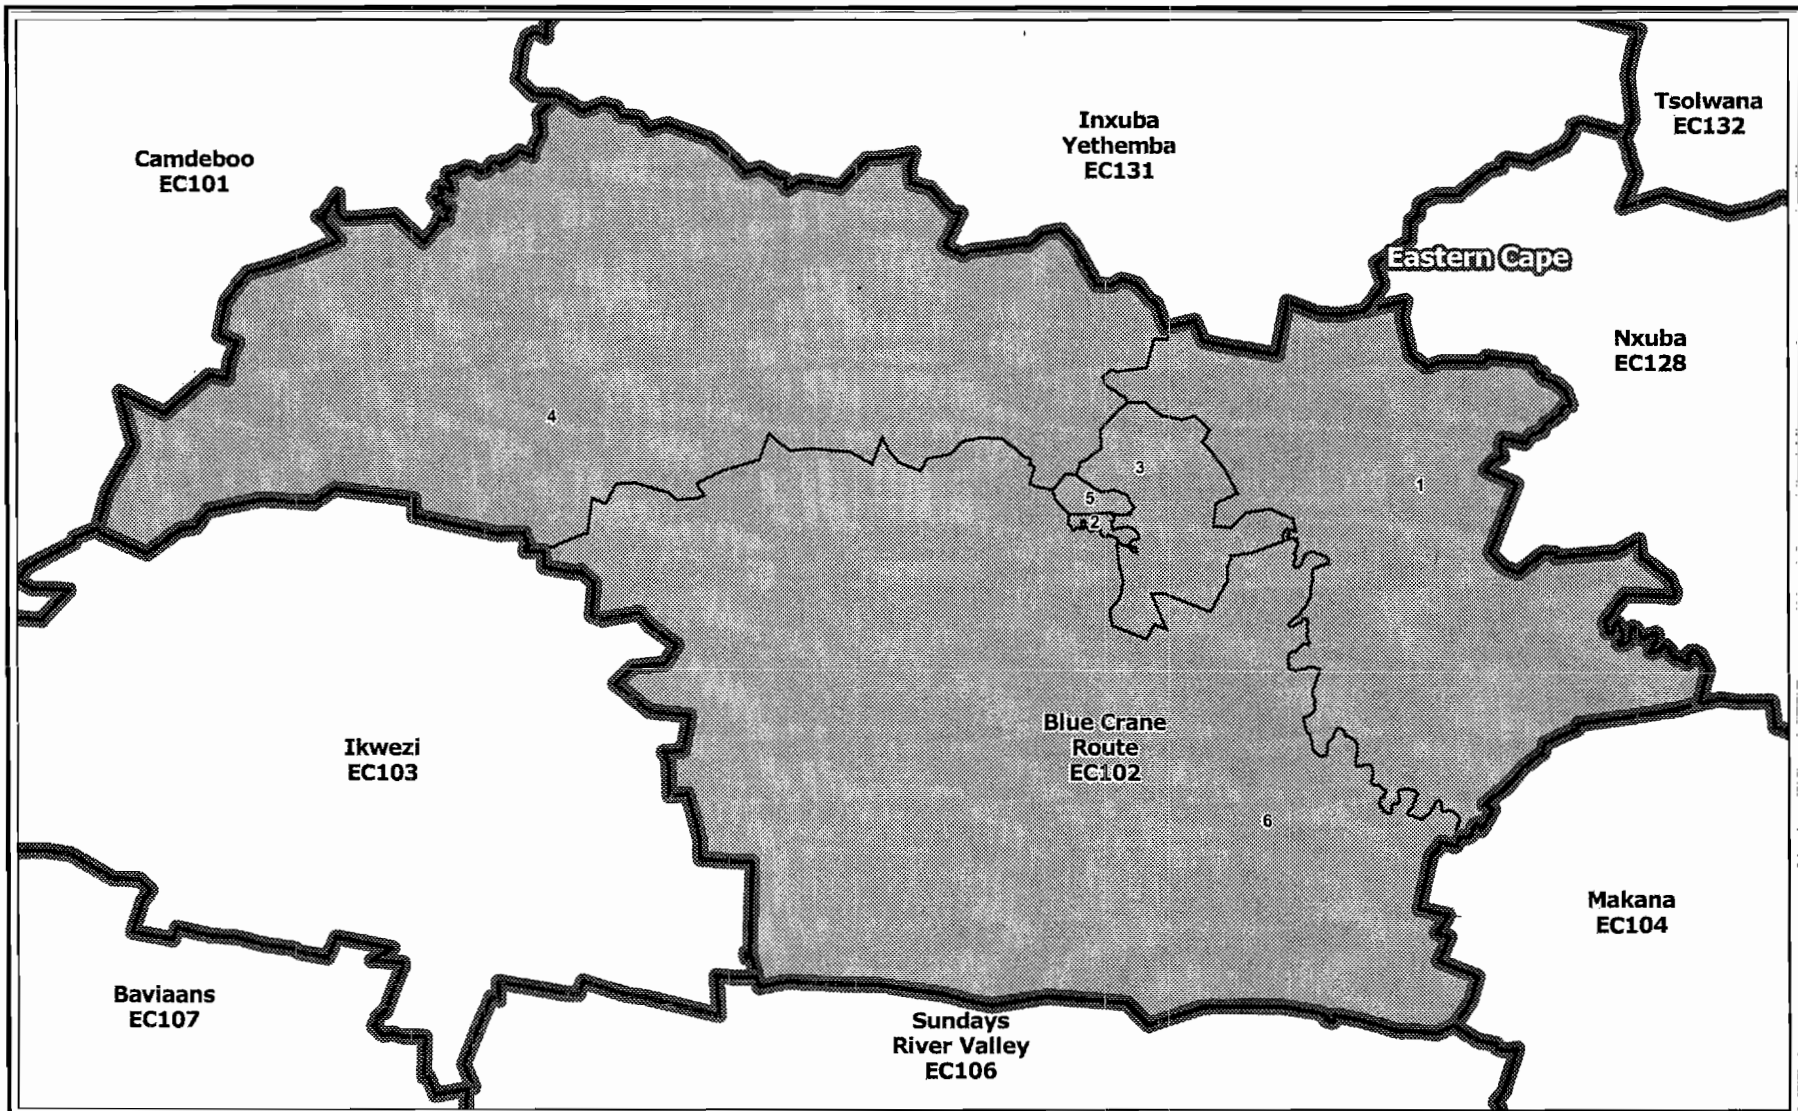 Tsolwana
EC132
Inxuba
Yethemba
EC131
Camdeboo
EC101
Eastern Cape
Nxuba
EC128
4
3
1
5
2
Blue Crane
Route
EC102
Ikwezi
EC103
6
Makana
EC104
Baviaans
EC107
Sundays
River Valley
EC106